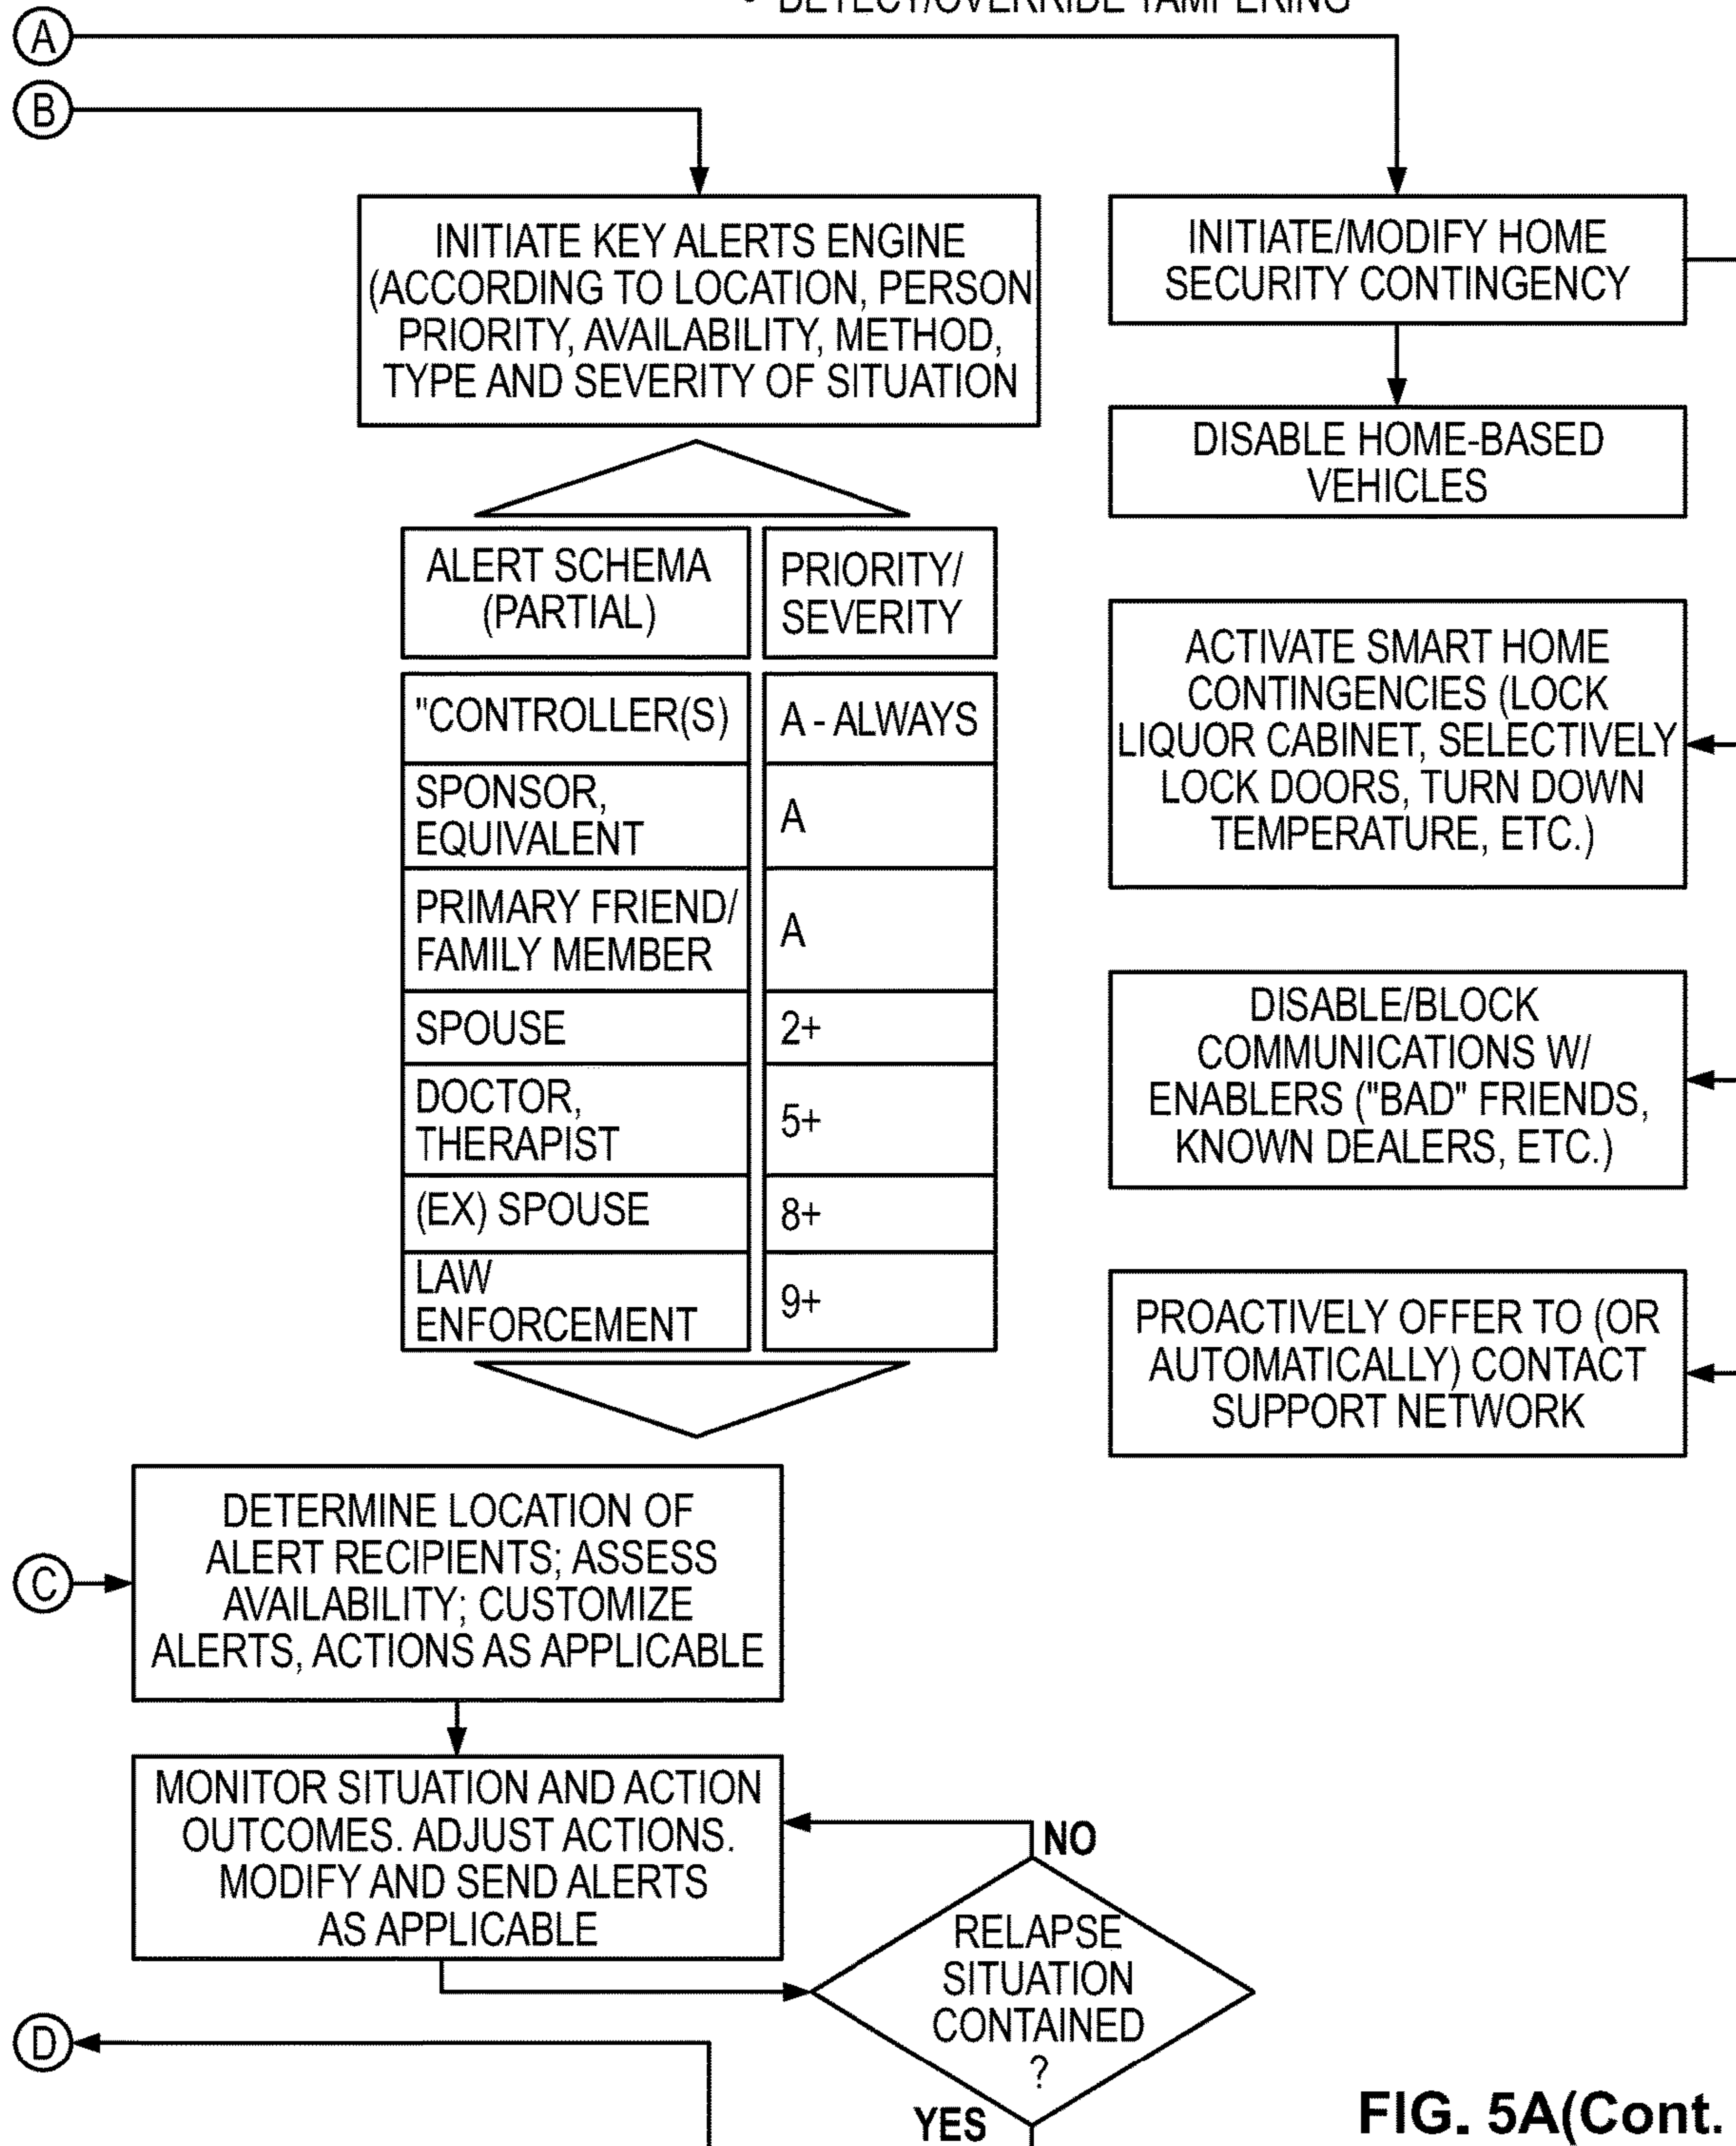 DETECT/OVERRIDE TAMPERING
A
B
INITIATE KEY ALERTS ENGINE
(ACCORDING TO LOCATION, PERSON
PRIORITY, AVAILABILITY, METHOD,
TYPE AND SEVERITY OF SITUATION
INITIATE/MODIFY HOME
SECURITY CONTINGENCY
DISABLE HOME-BASED
VEHICLES
ALERT SCHEMA
(PARTIAL)
PRIORITY/
SEVERITY
"CONTROLLER(S)
A - ALWAYS
SPONSOR,
EQUIVALENT
A
PRIMARY FRIEND/
FAMILY MEMBER
A
SPOUSE
2+
DOCTOR,
THERAPIST
5+
(EX) SPOUSE
8+
LAW
ENFORCEMENT
9+
ACTIVATE SMART HOME
CONTINGENCIES (LOCK
LIQUOR CABINET, SELECTIVELY
LOCK DOORS, TURN DOWN
TEMPERATURE, ETC.)
DISABLE/BLOCK
COMMUNICATIONS W/
ENABLERS ("BAD" FRIENDS,
KNOWN DEALERS, ETC.)
PROACTIVELY OFFER TO (OR
AUTOMATICALLY) CONTACT
SUPPORT NETWORK
C
DETERMINE LOCATION OF
ALERT RECIPIENTS; ASSESS
AVAILABILITY; CUSTOMIZE
ALERTS, ACTIONS AS APPLICABLE
MONITOR SITUATION AND ACTION
OUTCOMES. ADJUST ACTIONS.
MODIFY AND SEND ALERTS
AS APPLICABLE
NO
RELAPSE
SITUATION
CONTAINED
?
D
YES
FIG. 5A(Cont.